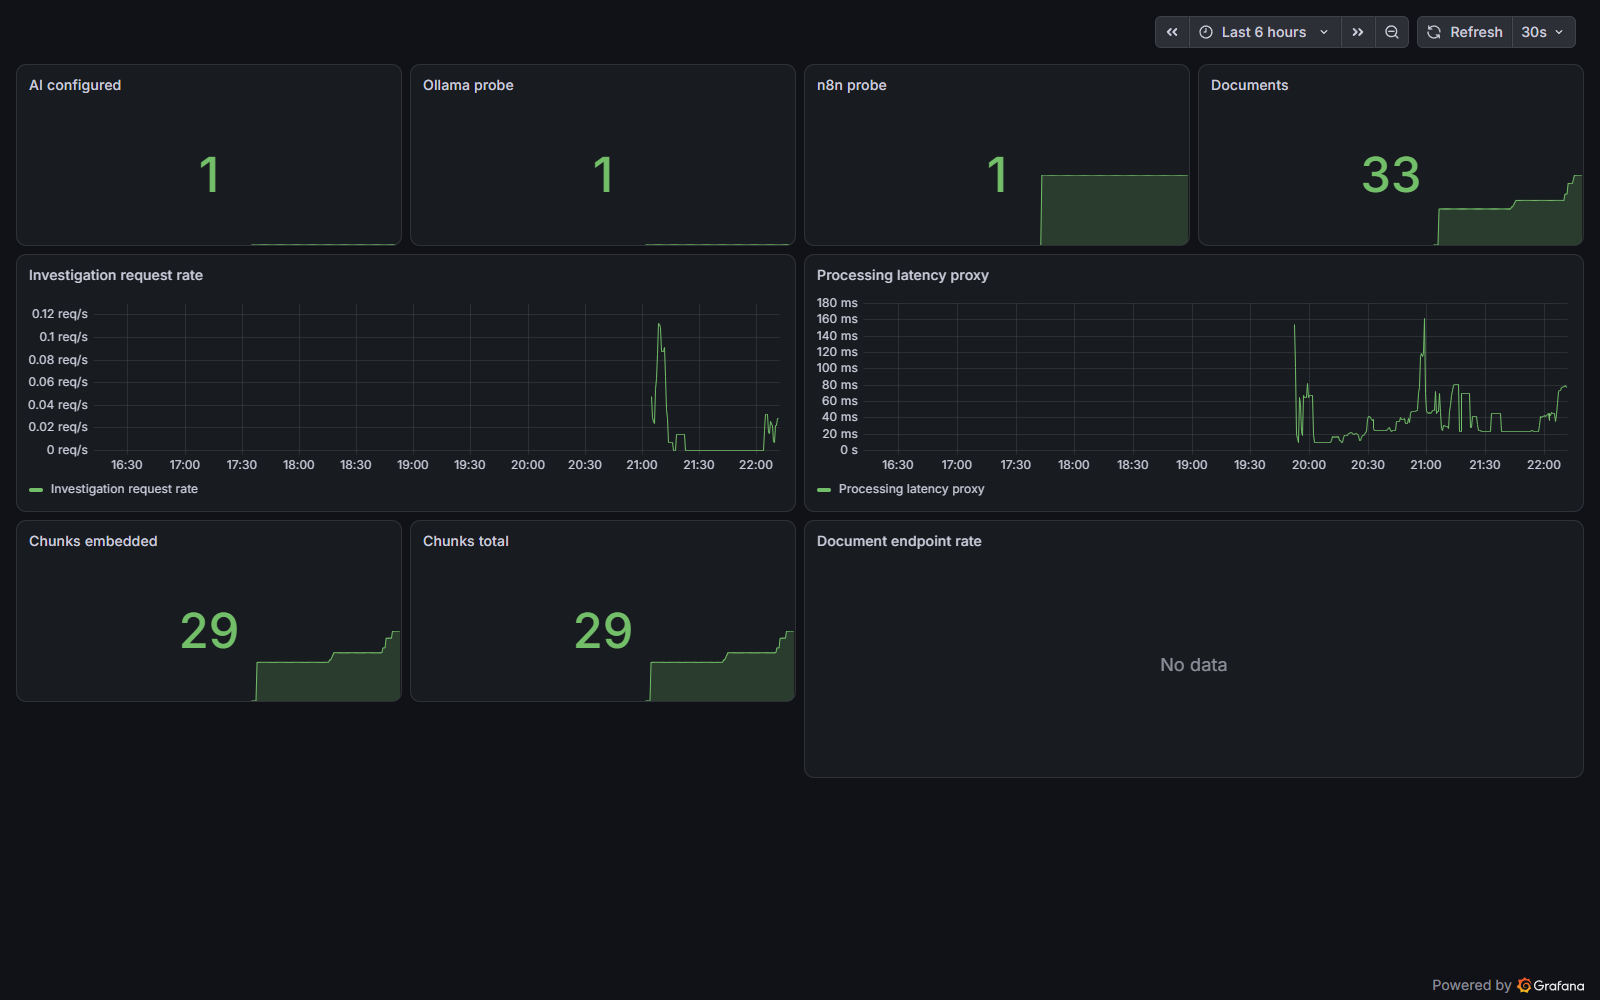 Last 6 hours
Refresh
30s
AI configured
1
Ollama probe
1
n8n probe
1
Documents
33
Investigation request rate
0.12 req/s
0.1 req/s
0.08 req/s
0.06 req/s
0.04 req/s
0.02 req/s
0 req/s
16:30 17:00 17:30 18:00 18:30 19:00 19:30 20:00 20:30 21:00 21:30 22:00
Investigation request rate
Processing latency proxy
180 ms
160 ms
140 ms
120 ms
100 ms
80 ms
60 ms
40 ms
20 ms
0 s
16:30 17:00 17:30 18:00 18:30 19:00 19:30 20:00 20:30 21:00 21:30 22:00
Processing latency proxy
Chunks embedded
29
Chunks total
29
Document endpoint rate
No data
Powered by Grafana